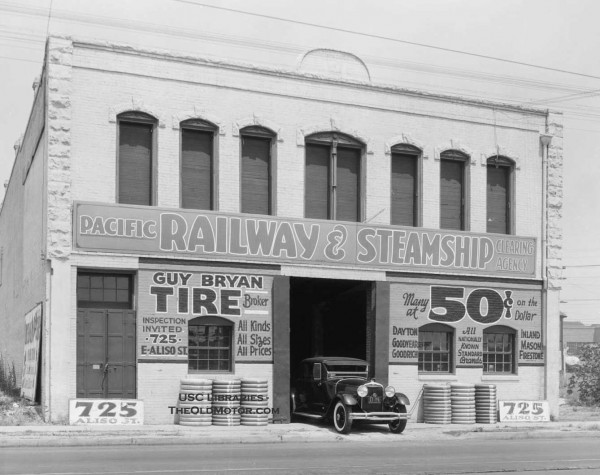 PACIFIC RAILWAY & STEAMSHIP CLEARING AGENCY
GUY BRYAN
TIRE Broker
INSPECTION
INVITED
-725-
E-ALISO ST.
All Kinds
All Sizes
All Prices
Many at 50¢ on the Dollar
DAYTON
GOODYEAR
GOODRICH
All
NATIONALLY
KNOWN
STANDARD
BRANDS
INLAND
MASON
FIRESTONE
725
ALISO ST.
725
ALISO ST.
USC LIBRARIES
THEOLDMOTOR.COM